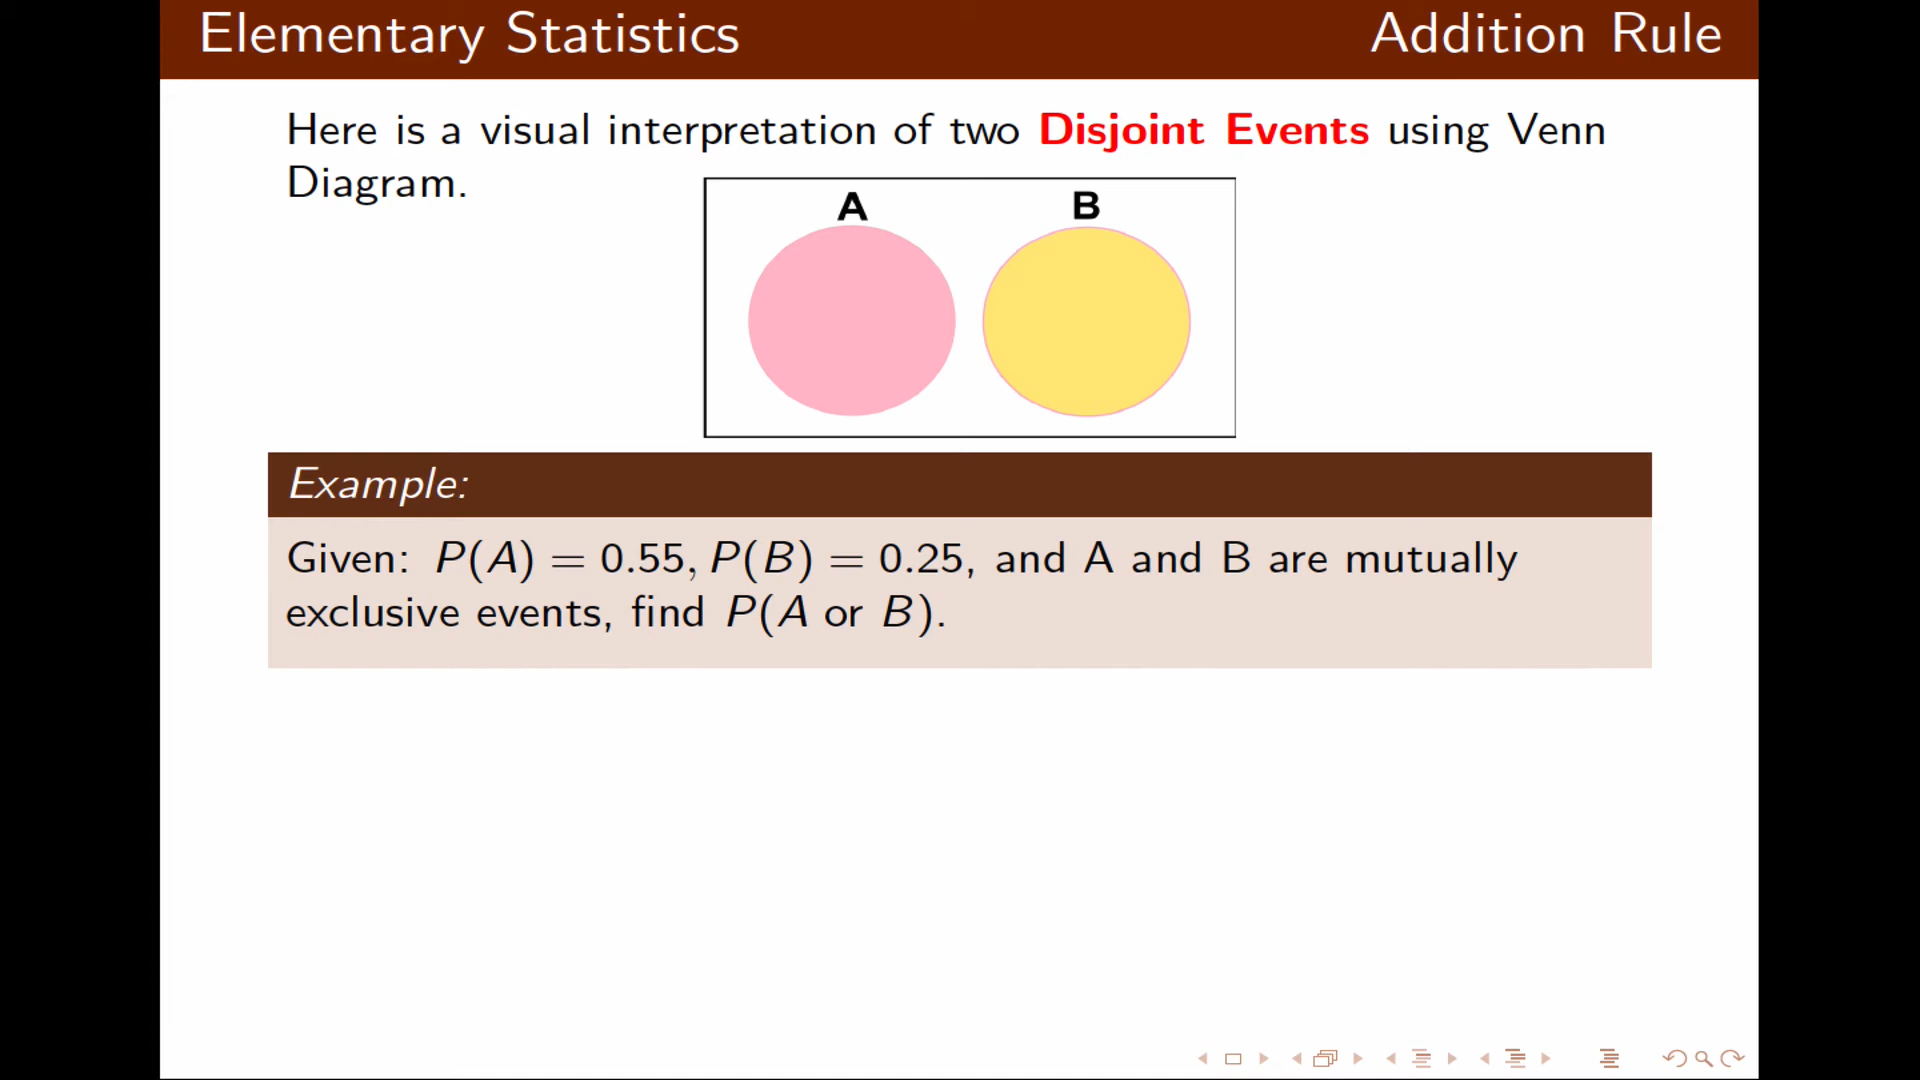 Elementary Statistics Addition Rule
Here is a visual interpretation of two Disjoint Events using Venn
Diagram.
A B
Example:
Given: P(A) = 0.55, P(B) = 0.25, and A and B are mutually
exclusive events, find P(A or B).